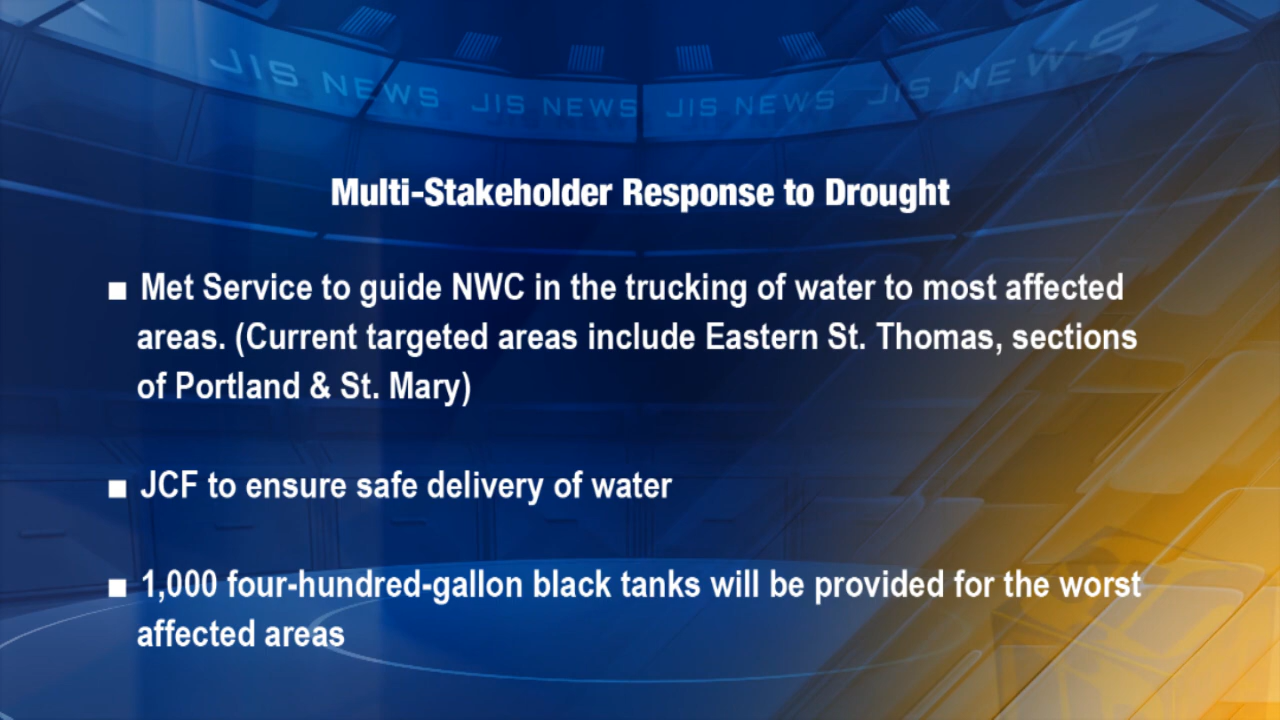 JIS NEWS JIS NEWS JIS NEWS JIS NEWS
Multi-Stakeholder Response to Drought
■ Met Service to guide NWC in the trucking of water to most affected
areas. (Current targeted areas include Eastern St. Thomas, sections
of Portland & St. Mary)
■ JCF to ensure safe delivery of water
■ 1,000 four-hundred-gallon black tanks will be provided for the worst
affected areas